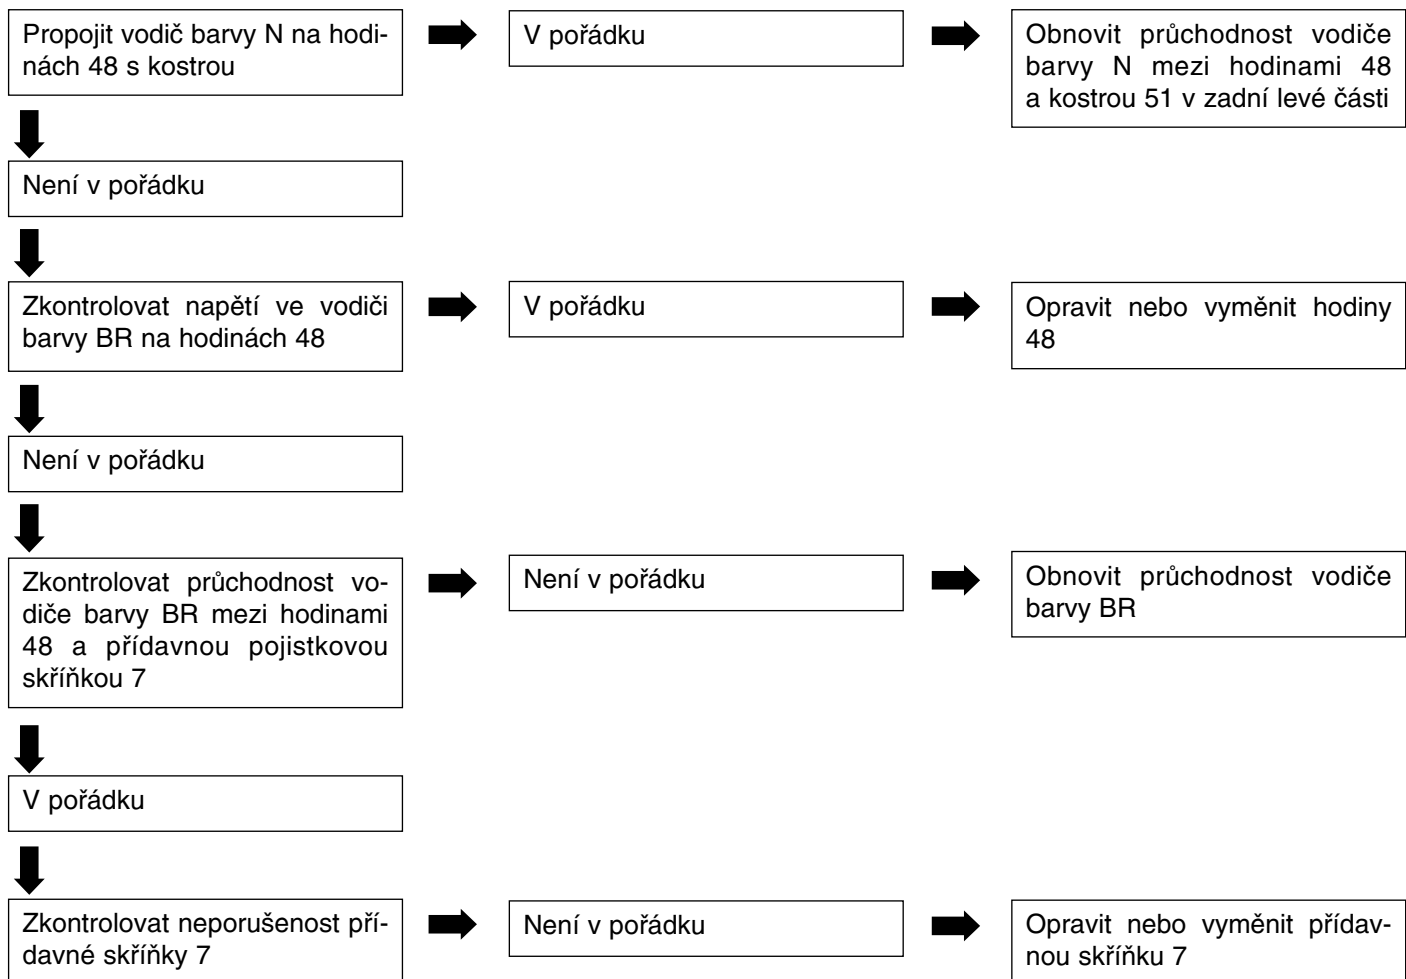 Propojit vodič barvy N na hodi-
nách 48 s kostrou
V pořádku
Obnovit průchodnost vodiče
barvy N mezi hodinami 48
a kostrou 51 v zadní levé části
Není v pořádku
Zkontrolovat napětí ve vodiči
barvy BR na hodinách 48
V pořádku
Opravit nebo vyměnit hodiny
48
Není v pořádku
Zkontrolovat průchodnost vo-
diče barvy BR mezi hodinami
48 a přídavnou pojistkovou
skříňkou 7
Není v pořádku
Obnovit průchodnost vodiče
barvy BR
V pořádku
Zkontrolovat neporušenost pří-
davné skříňky 7
Není v pořádku
Opravit nebo vyměnit přídav-
nou skříňku 7